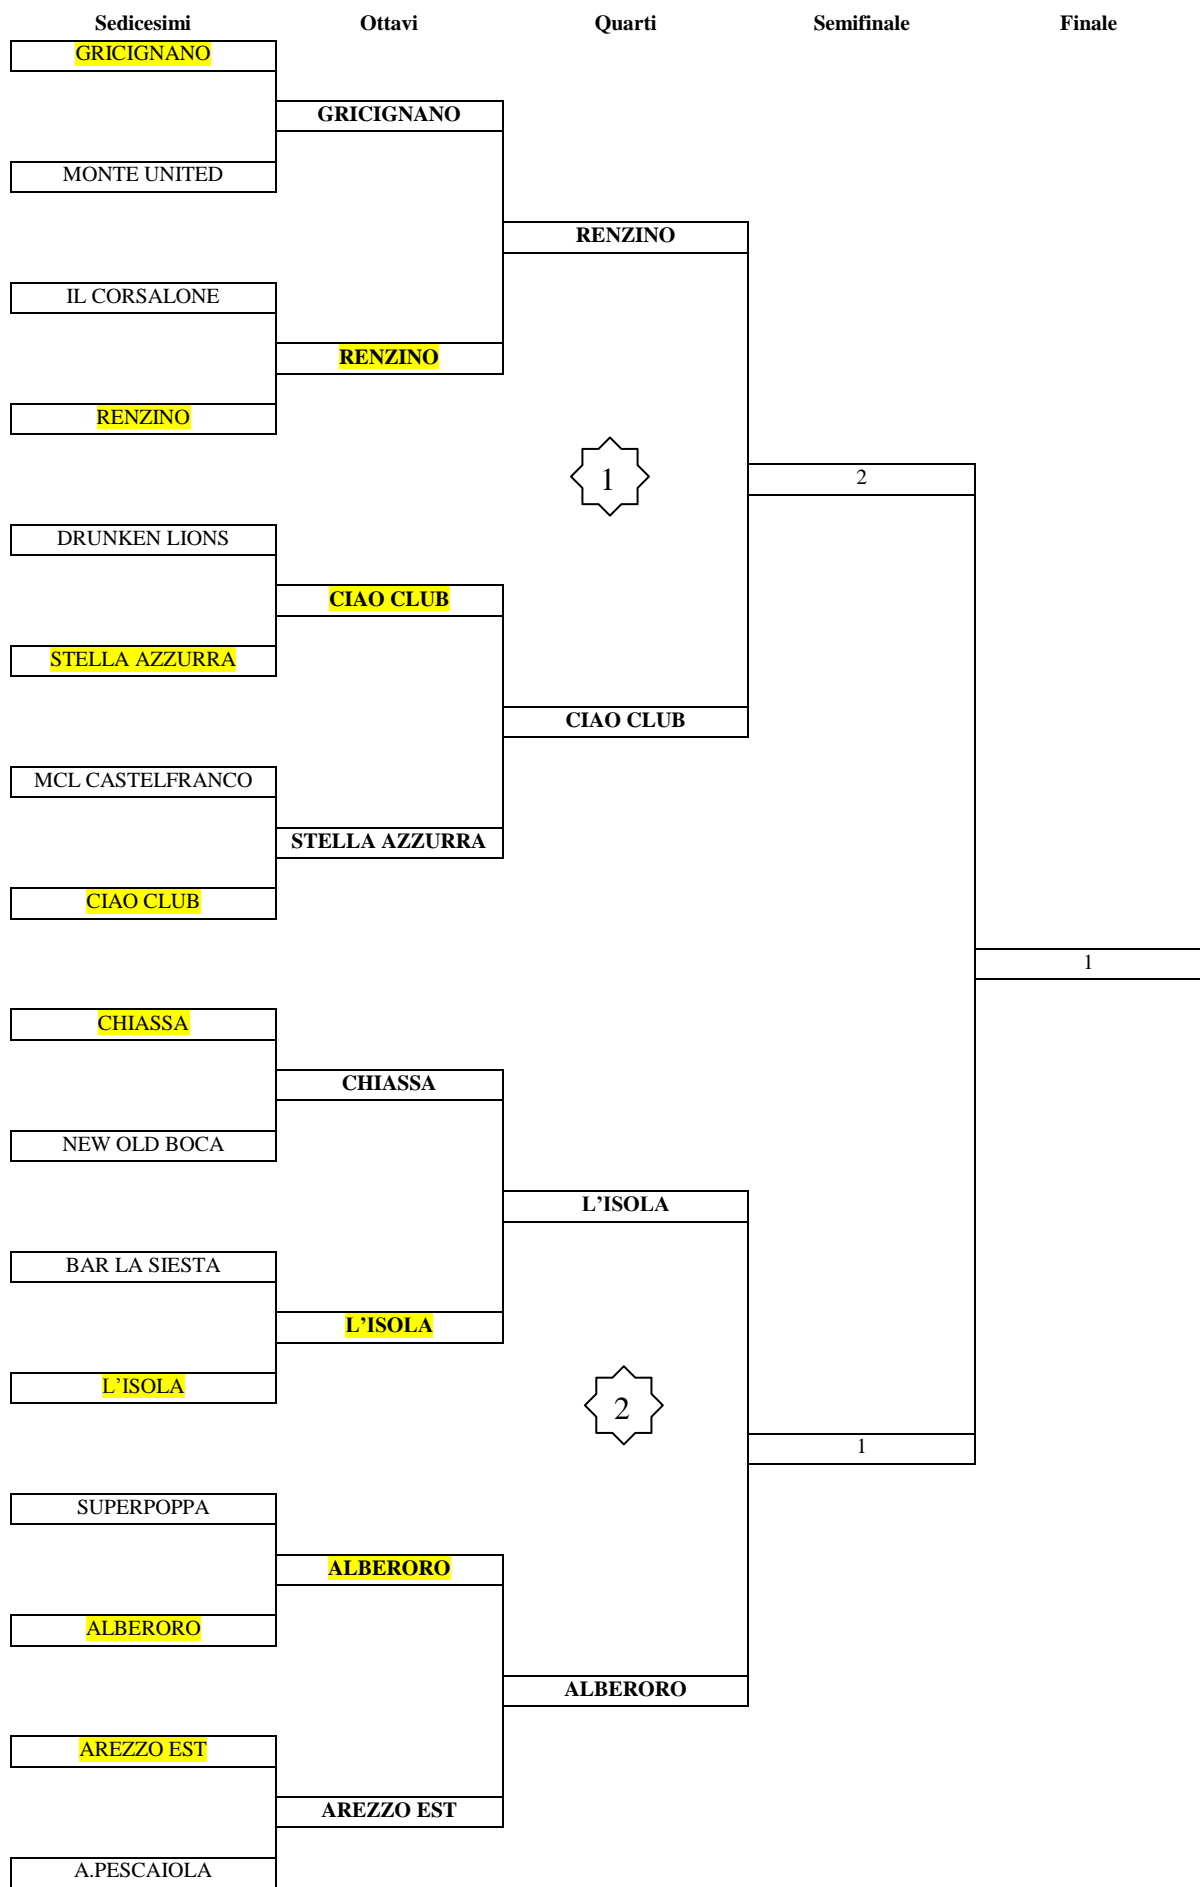 Sedicesimi Ottavi Quarti Semifinale Finale
GRICIGNANO
GRICIGNANO
MONTE UNITED
RENZINO
IL CORSALONE
RENZINO
RENZINO
1
2
DRUNKEN LIONS
CIAO CLUB
STELLA AZZURRA
CIAO CLUB
MCL CASTELFRANCO
STELLA AZZURRA
CIAO CLUB
1
CHIASSA
CHIASSA
NEW OLD BOCA
L’ISOLA
BAR LA SIESTA
L’ISOLA
L’ISOLA
2
1
SUPERPOPPA
ALBERORO
ALBERORO
ALBERORO
AREZZO EST
AREZZO EST
A.PESCAIOLA